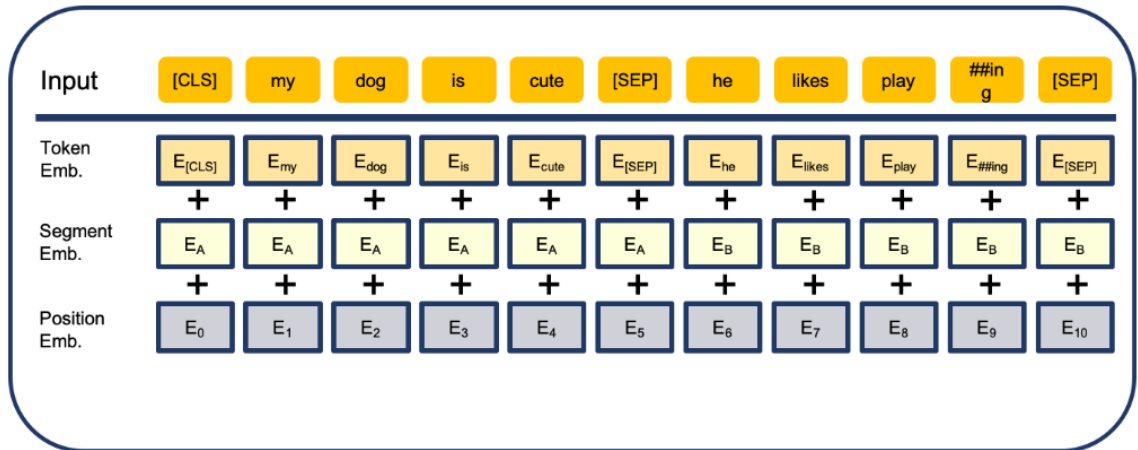 Input [CLS] my dog is cute [SEP] he likes play ##in
g [SEP]
Token
Emb. E[CLS] Emy Edog Eis Ecute E[SEP] Ehe Elikes Eplay E##ing E[SEP]
+ + + + + + + + + + +
Segment
Emb. EA EA EA EA EA EA EB EB EB EB EB
+ + + + + + + + + + +
Position
Emb. E0 E1 E2 E3 E4 E5 E6 E7 E8 E9 E10